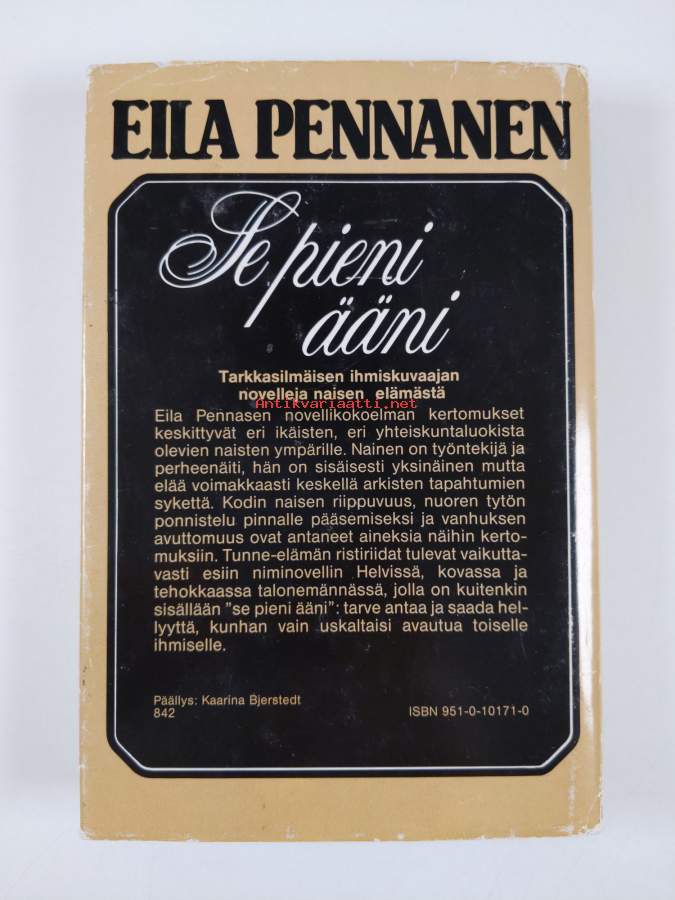 EILA PENNANEN
Se pieni
ääni
Tarkkasilmäisen ihmiskuvaajan
novelleja naisen elämästä
Antikvariaatti.net
Eila Pennasen novellikokoelman kertomukset
keskittyvät eri ikäisten, eri yhteiskuntaluokista
olevien naisten ympärille. Nainen on työntekijä ja
perheenäiti, hän on sisäisesti yksinäinen mutta
elää voimakkaasti keskellä arkisten tapahtumien
sykettä. Kodin naisen riippuvuus, nuoren tytön
ponnistelu pinnalle pääsemiseksi ja vanhuksen
avuttomuus ovat antaneet aineksia näihin kerto-
muksiin. Tunne-elämän ristiriidat tulevat vaikutta-
vasti esiin niminovellin Helvissä, kovassa ja
tehokkaassa talonemännässä, jolla on kuitenkin
sisällään "se pieni ääni": tarve antaa ja saada hel-
lyyttä, kunhan vain uskaltaisi avautua toiselle
ihmiselle.
Päällys: Kaarina Bjerstedt
842 ISBN 951-0-10171-0